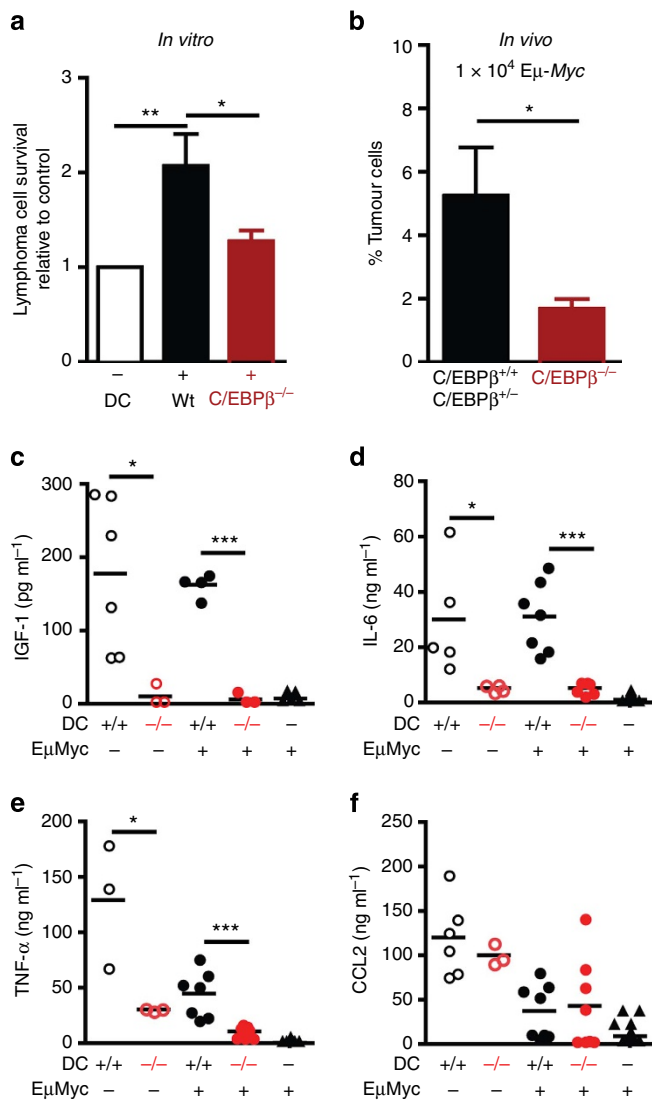 a
In vitro
Lymphoma cell survival
relative to control
3
2
1
0
**
*
– + +
DC Wt C/EBPβ–/–
b
In vivo
1 × 10⁴ Eμ-Myc
% Tumour cells
10
8
6
4
2
0
*
C/EBPβ+/+ C/EBPβ–/–
C/EBPβ+/–
c
IGF-1 (pg ml⁻¹)
300
200
100
0
*
***
DC +/+ –/– +/+ –/– –
EμMyc – – + + +
d
IL-6 (ng ml⁻¹)
80
60
40
20
0
*
***
DC +/+ –/– +/+ –/– –
– – + + +
e
TNF-α (ng ml⁻¹)
200
150
100
50
0
*
***
DC +/+ –/– +/+ –/– –
EμMyc – – + + +
f
CCL2 (ng ml⁻¹)
250
200
150
100
50
0
+/+ –/– +/+ –/– –
– – + + +